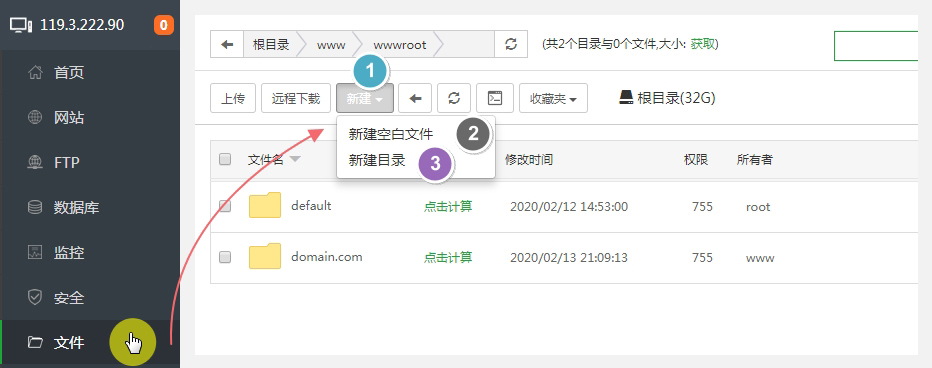 119.3.222.90 0
首页
网站
FTP
数据库
监控
安全
文件
根目录 www wwwroot (共2个目录与0个文件,大小: 获取)
1
上传 远程下载 新建 收藏夹 根目录(32G)
新建空白文件 2
新建目录 3
文件名 修改时间 权限 所有者
default 点击计算 2020/02/12 14:53:00 755 root
domain.com 点击计算 2020/02/13 21:09:13 755 www